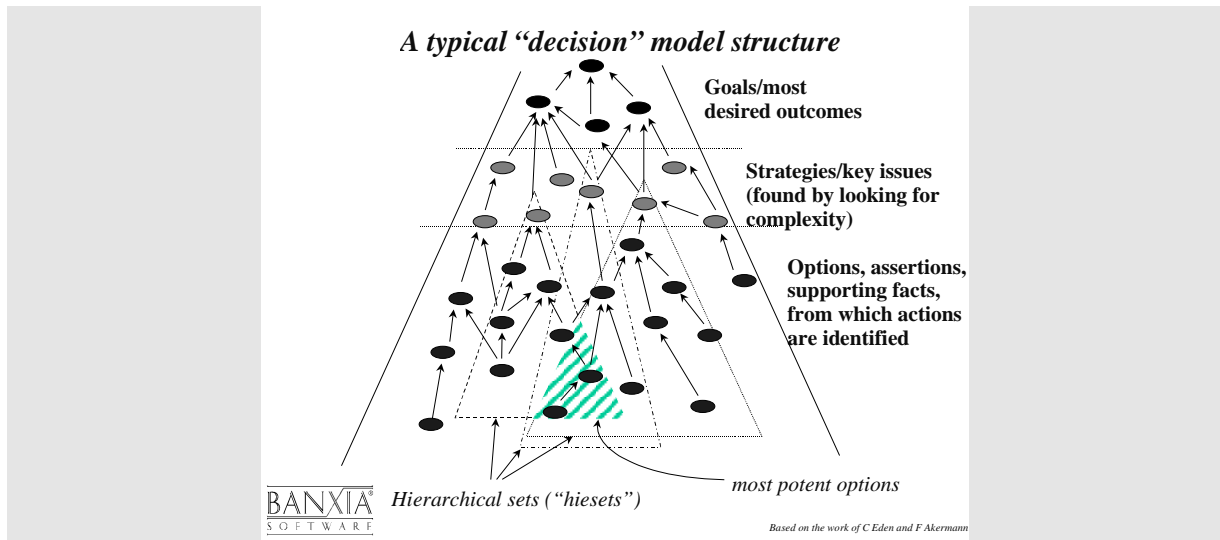 A typical “decision” model structure
Goals/most
desired outcomes
Strategies/key issues
(found by looking for
complexity)
Options, assertions,
supporting facts,
from which actions
are identified
most potent options
Hierarchical sets (“hiesets”)
BANXIA®
SOFTWARE
Based on the work of C Eden and F Akermann